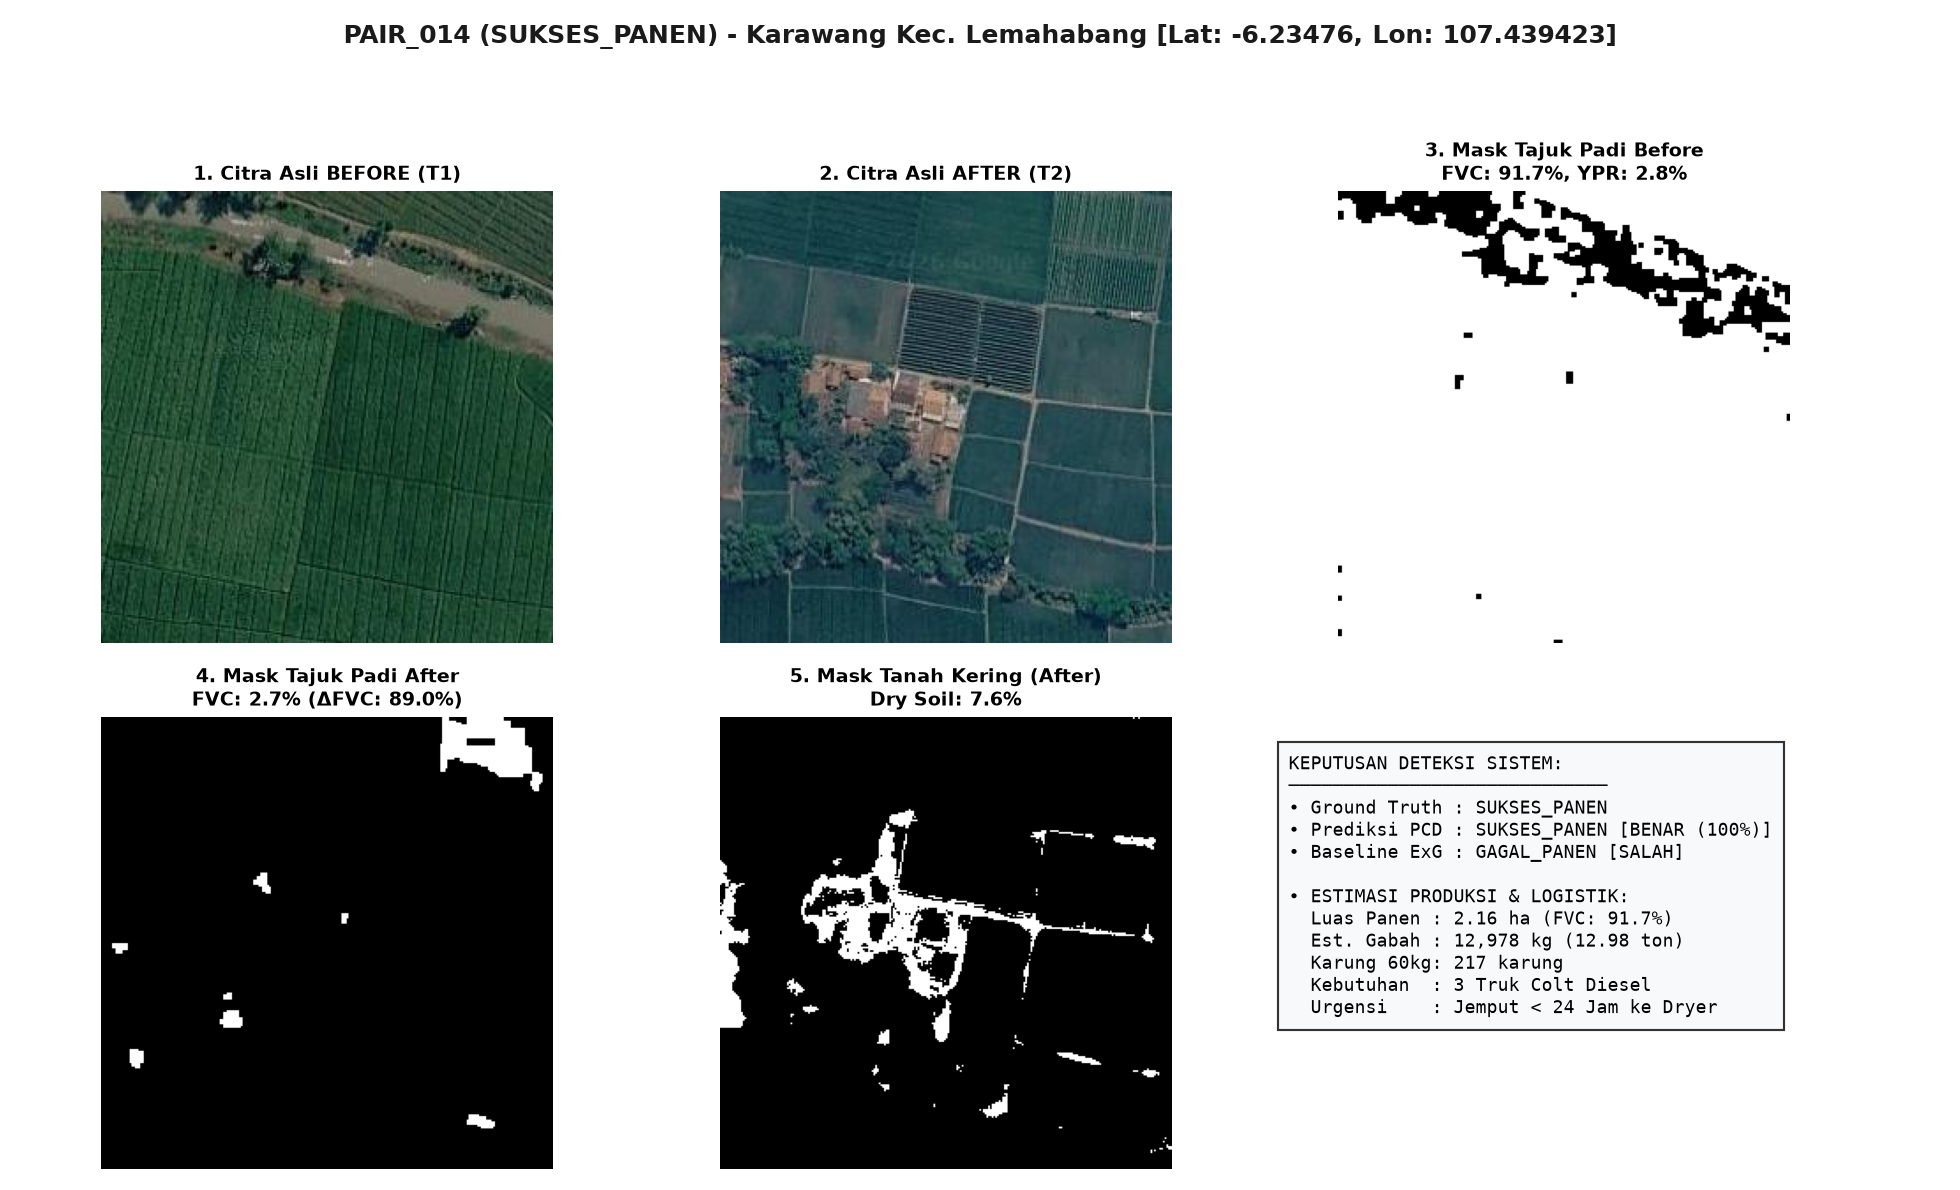 PAIR_014 (SUKSES_PANEN) - Karawang Kec. Lemahabang [Lat: -6.23476, Lon: 107.439423]
1. Citra Asli BEFORE (T1)
2. Citra Asli AFTER (T2)
3. Mask Tajuk Padi Before
FVC: 91.7%, YPR: 2.8%
4. Mask Tajuk Padi After
FVC: 2.7% (ΔFVC: 89.0%)
5. Mask Tanah Kering (After)
Dry Soil: 7.6%
KEPUTUSAN DETEKSI SISTEM:
• Ground Truth : SUKSES_PANEN
• Prediksi PCD : SUKSES_PANEN [BENAR (100%)]
• Baseline ExG : GAGAL_PANEN [SALAH]
• ESTIMASI PRODUKSI & LOGISTIK:
Luas Panen : 2.16 ha (FVC: 91.7%)
Est. Gabah : 12,978 kg (12.98 ton)
Karung 60kg: 217 karung
Kebutuhan  : 3 Truk Colt Diesel
Urgensi    : Jemput < 24 Jam ke Dryer